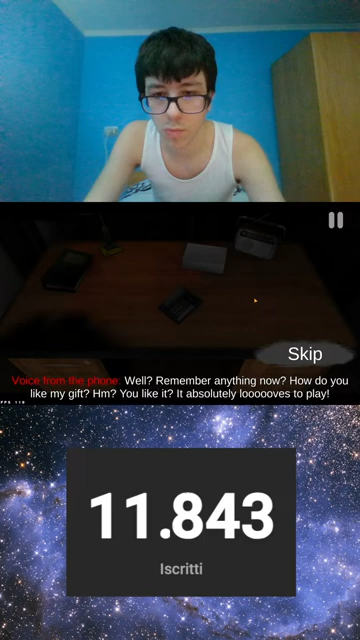 Skip
Voice from the phone: Well? Remember anything now? How do you
like my gift? Hm? You like it? It absolutely loooooves to play!
11.843
Iscritti